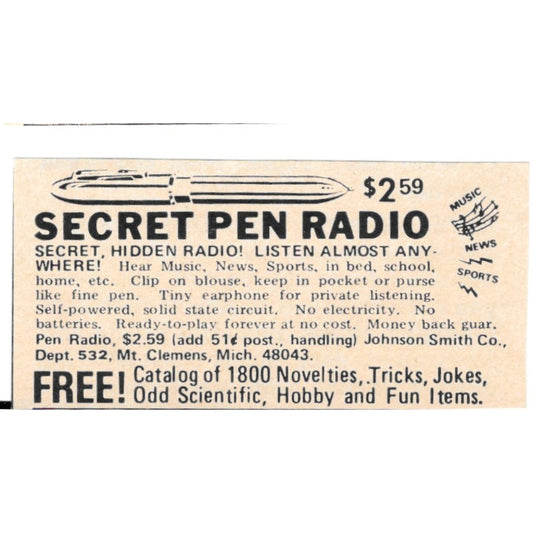 $2.59
SECRET PEN RADIO
MUSIC
NEWS
SPORTS
SECRET, HIDDEN RADIO! LISTEN ALMOST ANY-
WHERE! Hear Music, News, Sports, in bed, school,
home, etc. Clip on blouse, keep in pocket or purse
like fine pen. Tiny earphone for private listening.
Self-powered, solid state circuit. No electricity. No
batteries. Ready-to-play forever at no cost. Money back guar.
Pen Radio, $2.59 (add 51¢ post., handling) Johnson Smith Co.,
Dept. 532, Mt. Clemens, Mich. 48043.
FREE! Catalog of 1800 Novelties, Tricks, Jokes,
Odd Scientific, Hobby and Fun Items.